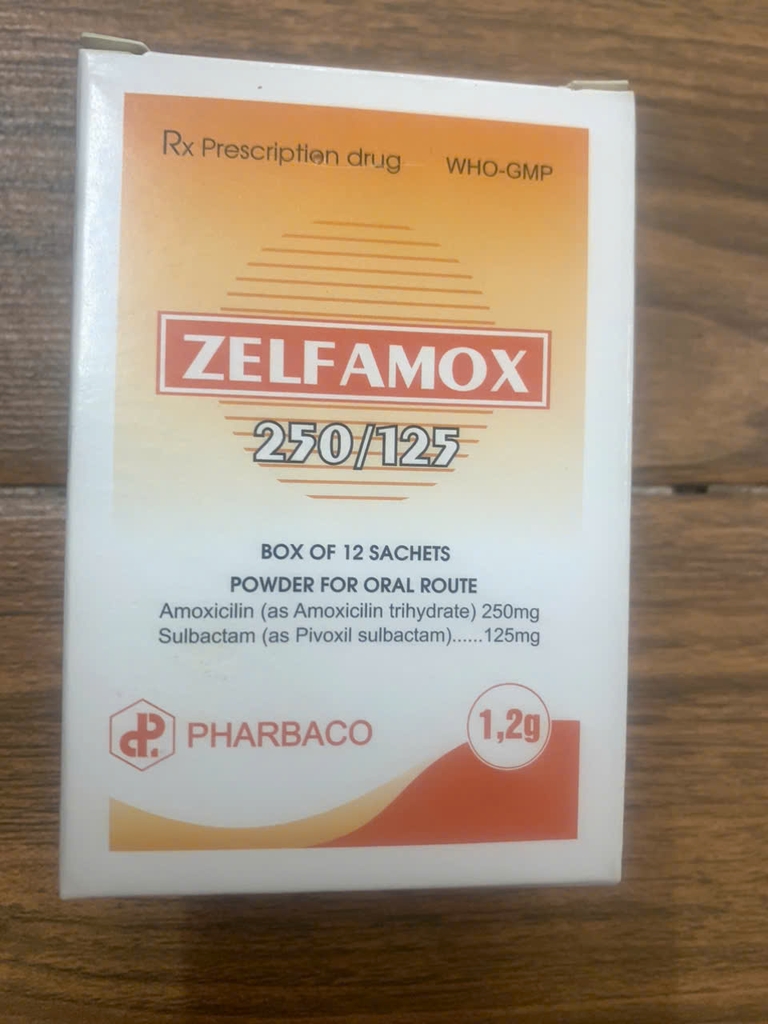 Rx Prescription drug
WHO-GMP
ZELFAMOX
250/125
BOX OF 12 SACHETS
POWDER FOR ORAL ROUTE
Amoxicilin (as Amoxicilin trihydrate) 250mg
Sulbactam (as Pivoxil sulbactam)......125mg
PHARBACO
1,2g